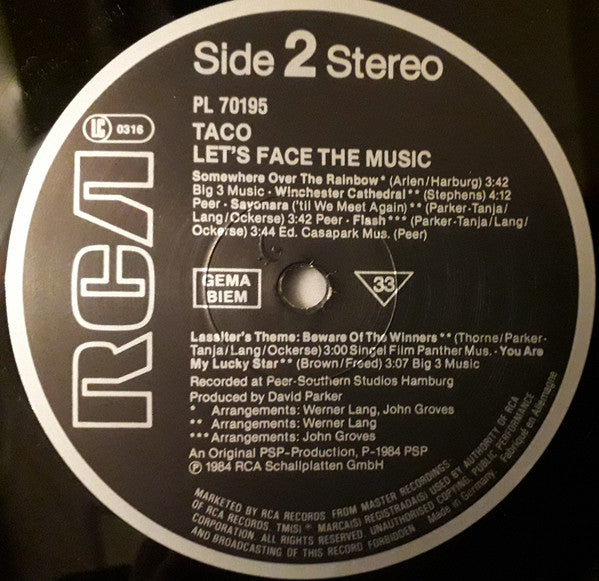 Side 2 Stereo
PL 70195
LC 0316
TACO
LET'S FACE THE MUSIC
Somewhere Over The Rainbow* (Arlen/Harburg) 3:42
Big 3 Music · Winchester Cathedral** (Stephens) 4:12
Peer · Sayonara ('til We Meet Again)** (Parker-Tanja/
Lang/Ockerse) 3:42 Peer · Flash*** (Parker-Tanja/Lang/
Ockerse) 3:44 Ed. Casapark Mus. (Peer)
RCA
GEMA
BIEM
33
Lassiter's Theme: Beware Of The Winners** (Thorne/Parker-
Tanja/Lang/Ockerse) 3:00 Singel Film Panther Mus. · You Are
My Lucky Star** (Brown/Freed) 3:07 Big 3 Music
Recorded at Peer-Southern Studios Hamburg
Produced by David Parker
* Arrangements: Werner Lang, John Groves
** Arrangements: Werner Lang
*** Arrangements: John Groves
An Original PSP-Production, P-1984 PSP
℗ 1984 RCA Schallplatten GmbH
MARKETED BY RCA RECORDS FROM MASTER RECORDINGS·
OF RCA RECORDS. TM(S) ® MARCA(S) REGISTRADA(S) USED BY AUTHORITY OF RCA
CORPORATION. ALL RIGHTS RESERVED. UNAUTHORISED COPYING, PUBLIC PERFORMANCE
AND BROADCASTING OF THIS RECORD FORBIDDEN Made in Germany. Fabriqué en Allemagne